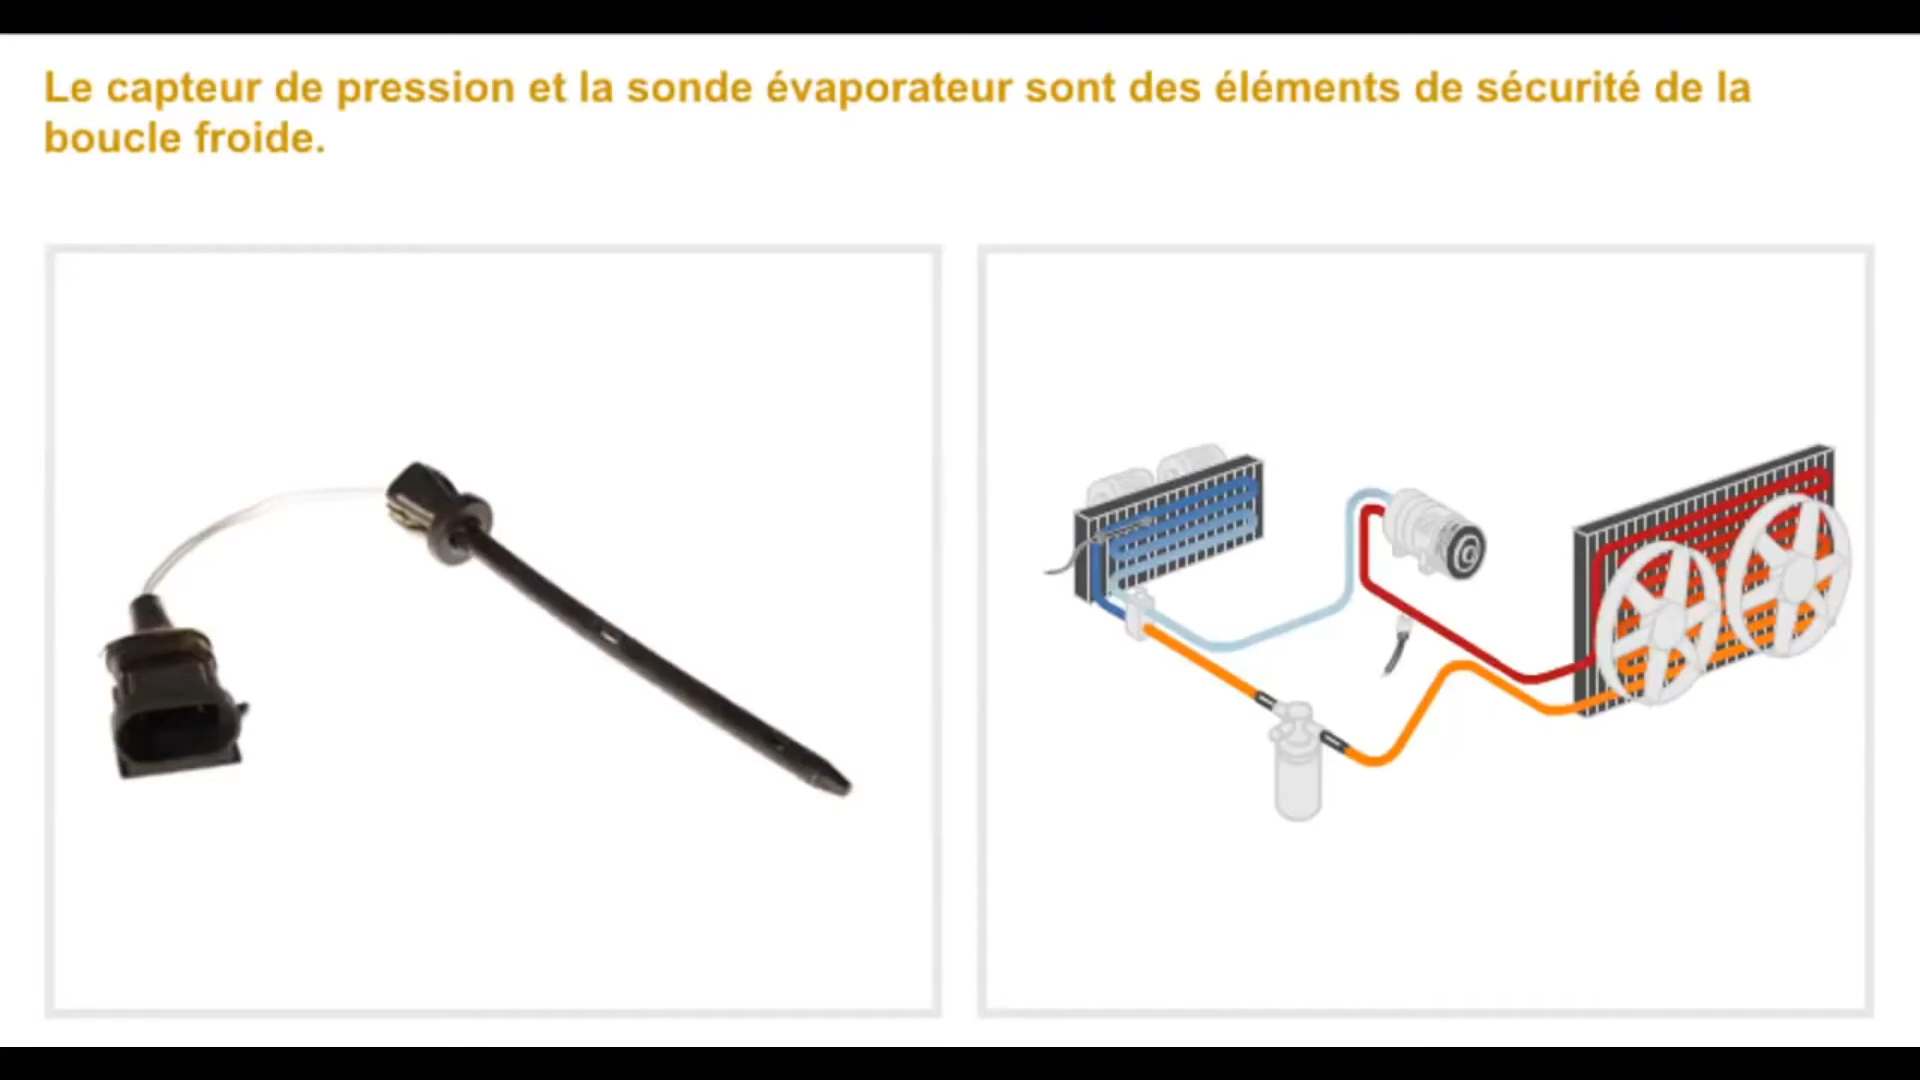 Le capteur de pression et la sonde évaporateur sont des éléments de sécurité de la
boucle froide.